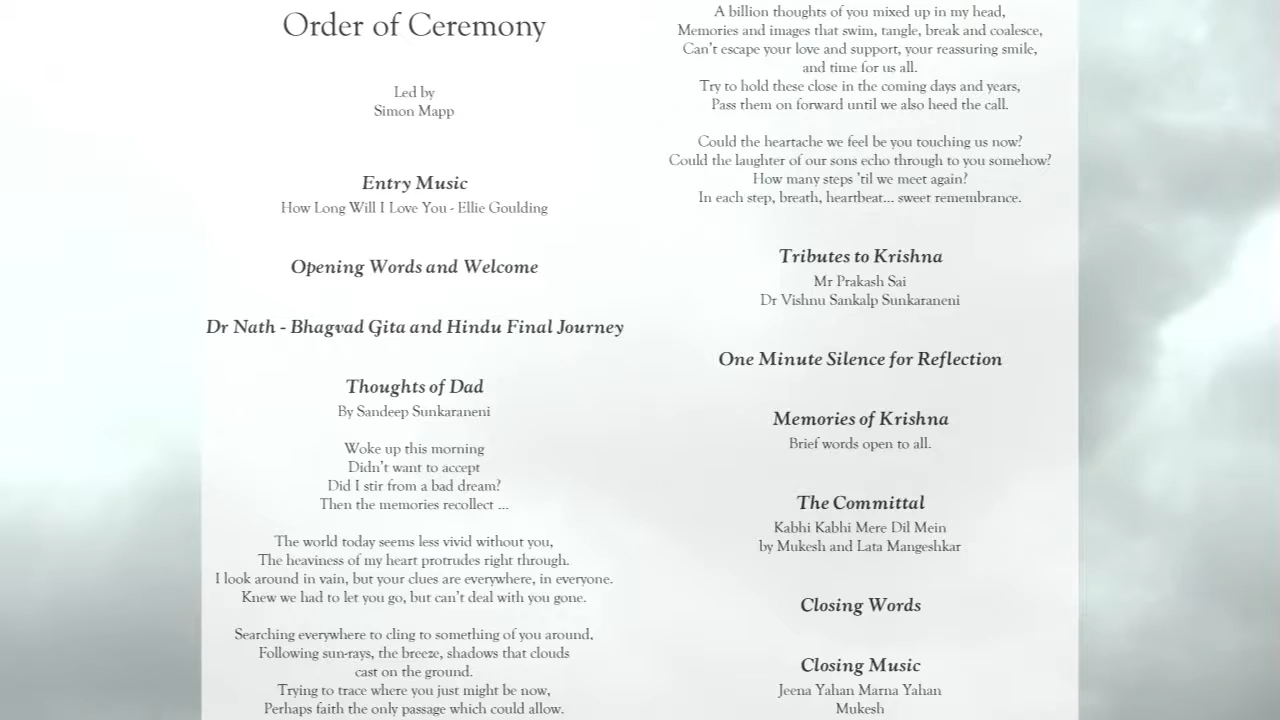 Order of Ceremony
Led by
Simon Mapp
Entry Music
How Long Will I Love You - Ellie Goulding
Opening Words and Welcome
Dr Nath - Bhagvad Gita and Hindu Final Journey
Thoughts of Dad
By Sandeep Sunkaraneni
Woke up this morning
Didn't want to accept
Did I stir from a bad dream?
Then the memories recollect ...
The world today seems less vivid without you,
The heaviness of my heart protrudes right through.
I look around in vain, but your clues are everywhere, in everyone.
Knew we had to let you go, but can't deal with you gone.
Searching everywhere to cling to something of you around,
Following sun-rays, the breeze, shadows that clouds
cast on the ground.
Trying to trace where you just might be now,
Perhaps faith the only passage which could allow.
A billion thoughts of you mixed up in my head,
Memories and images that swim, tangle, break and coalesce,
Can't escape your love and support, your reassuring smile,
and time for us all.
Try to hold these close in the coming days and years,
Pass them on forward until we also heed the call.
Could the heartache we feel be you touching us now?
Could the laughter of our sons echo through to you somehow?
How many steps 'til we meet again?
In each step, breath, heartbeat... sweet remembrance.
Tributes to Krishna
Mr Prakash Sai
Dr Vishnu Sankalp Sunkaraneni
One Minute Silence for Reflection
Memories of Krishna
Brief words open to all.
The Committal
Kabhi Kabhi Mere Dil Mein
by Mukesh and Lata Mangeshkar
Closing Words
Closing Music
Jeena Yahan Marna Yahan
Mukesh